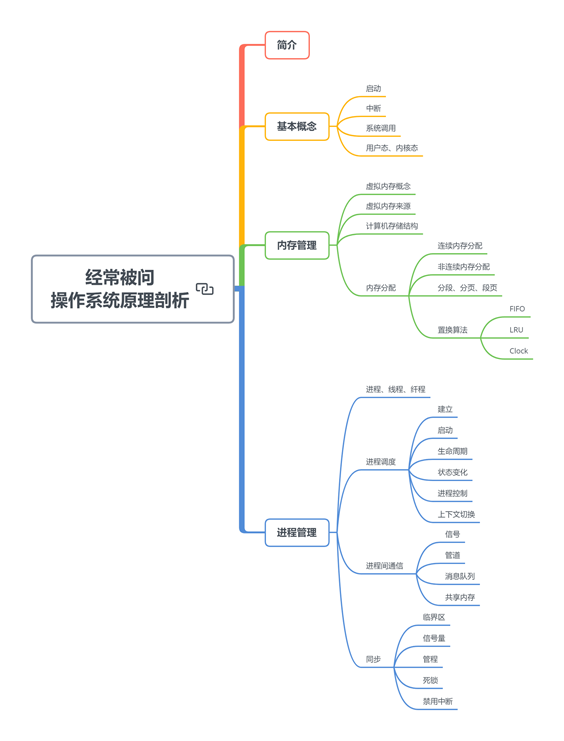 经常被问
操作系统原理剖析
简介
基本概念
启动
中断
系统调用
用户态、内核态
内存管理
虚拟内存概念
虚拟内存来源
计算机存储结构
内存分配
连续内存分配
非连续内存分配
分段、分页、段页
置换算法
FIFO
LRU
Clock
进程管理
进程、线程、纤程
进程调度
建立
启动
生命周期
状态变化
进程控制
上下文切换
进程间通信
信号
管道
消息队列
共享内存
同步
临界区
信号量
管程
死锁
禁用中断